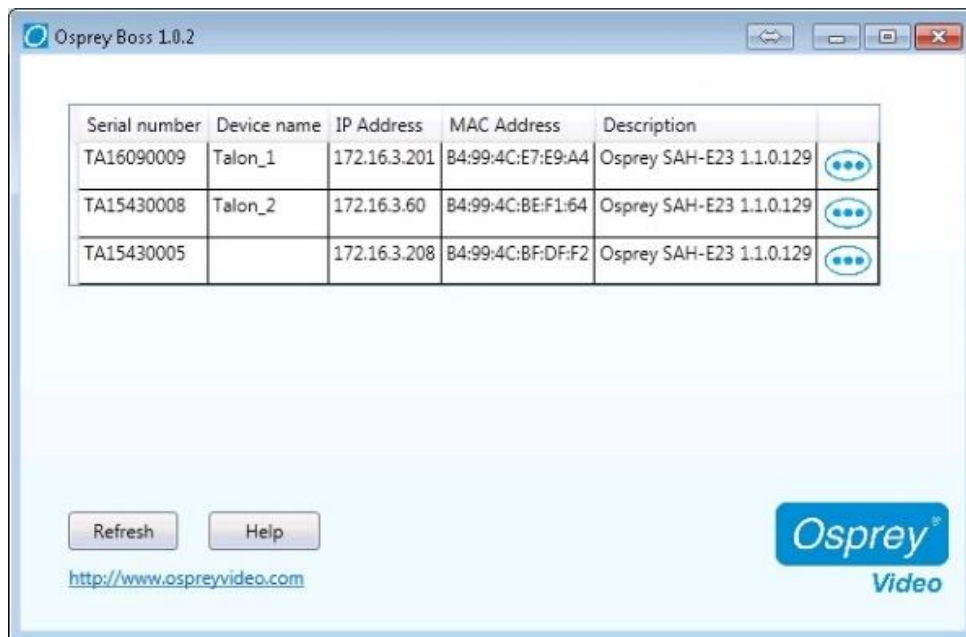 Osprey Boss 1.0.2
Serial number Device name IP Address MAC Address Description
TA16090009 Talon_1 172.16.3.201 B4:99:4C:E7:E9:A4 Osprey SAH-E23 1.1.0.129
TA15430008 Talon_2 172.16.3.60 B4:99:4C:BE:F1:64 Osprey SAH-E23 1.1.0.129
TA15430005 172.16.3.208 B4:99:4C:BF:DF:F2 Osprey SAH-E23 1.1.0.129
Refresh Help
http://www.ospreyvideo.com
Osprey®
Video